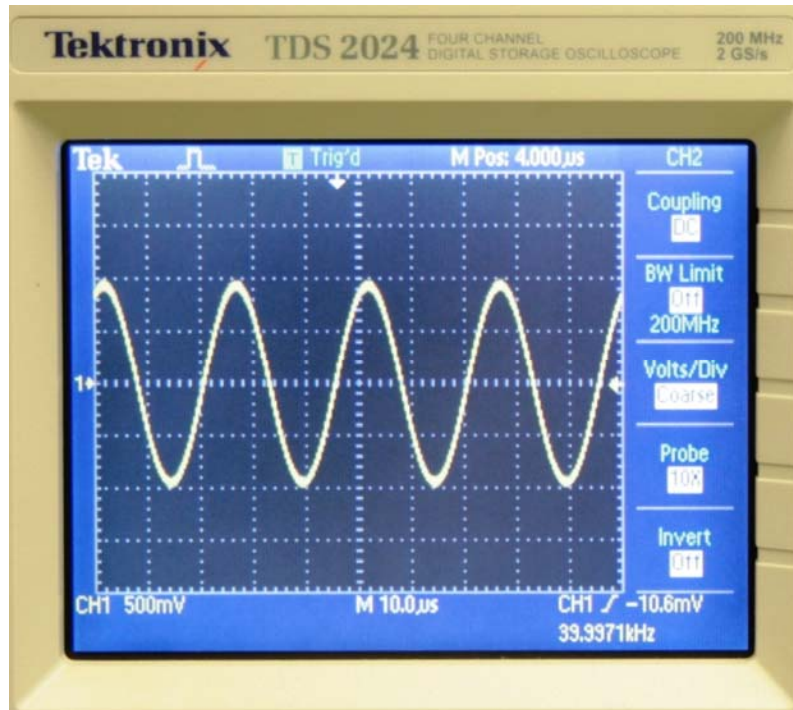 Tektronix TDS 2024 FOUR CHANNEL DIGITAL STORAGE OSCILLOSCOPE 200 MHz 2 GS/s
Tek T Trig'd M Pos: 4.000µs CH2
Coupling
DC
BW Limit
Off
200MHz
1
Volts/Div
Coarse
Probe
10X
Invert
Off
CH1 500mV M 10.0µs CH1 -10.6mV
39.9971kHz